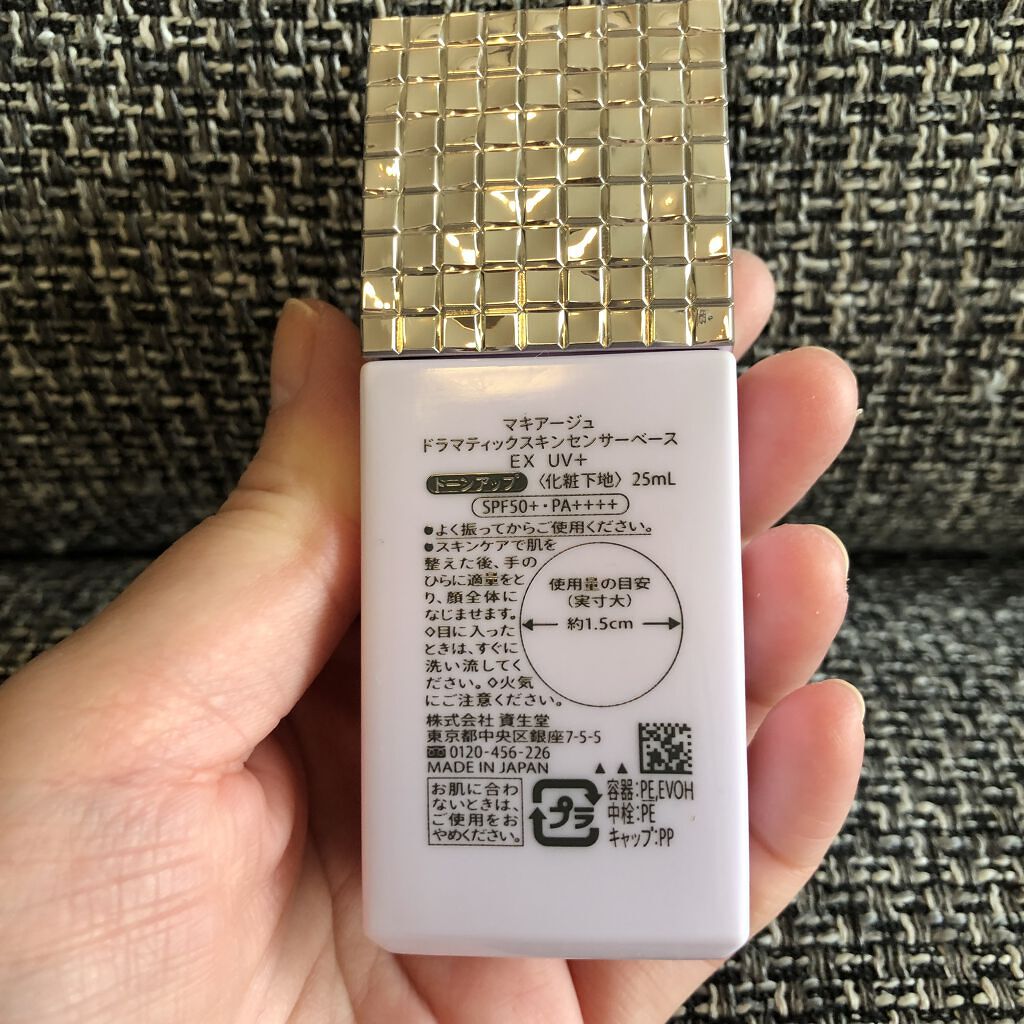 マキアージュ
ドラマティックスキンセンサーベース
EX UV+
トーンアップ 〈化粧下地〉 25mL
SPF50+・PA++++
●よく振ってからご使用ください。
●スキンケアで肌を
整えた後、手の
ひらに適量をと
り、顔全体に
なじませます。
◇目に入った
ときは、すぐに
洗い流してく
ださい。◇火気
にご注意ください。
使用量の目安
(実寸大)
約1.5cm
株式会社 資生堂
東京都中央区銀座7-5-5
0120-456-226
MADE IN JAPAN
お肌に合わ
ないときは、
ご使用をお
やめください。
プラ
容器:PE,EVOH
中栓:PE
キャップ:PP